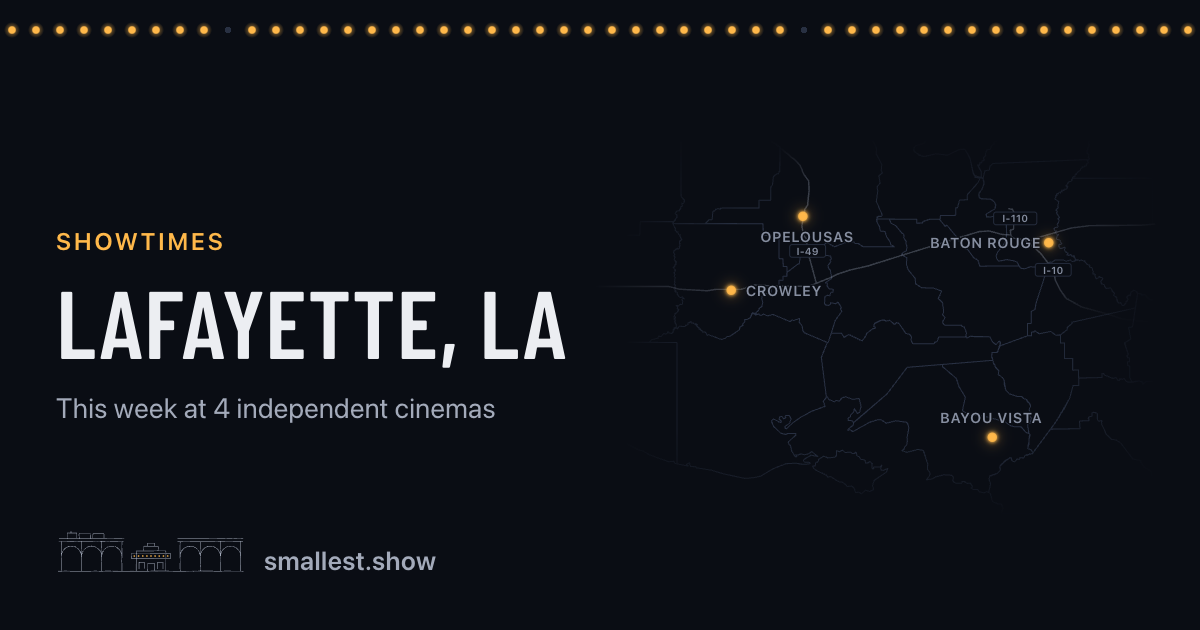 SHOWTIMES
LAFAYETTE, LA
This week at 4 independent cinemas
smallest.show
OPELOUSAS
I-49
I-110
BATON ROUGE
I-10
CROWLEY
BAYOU VISTA